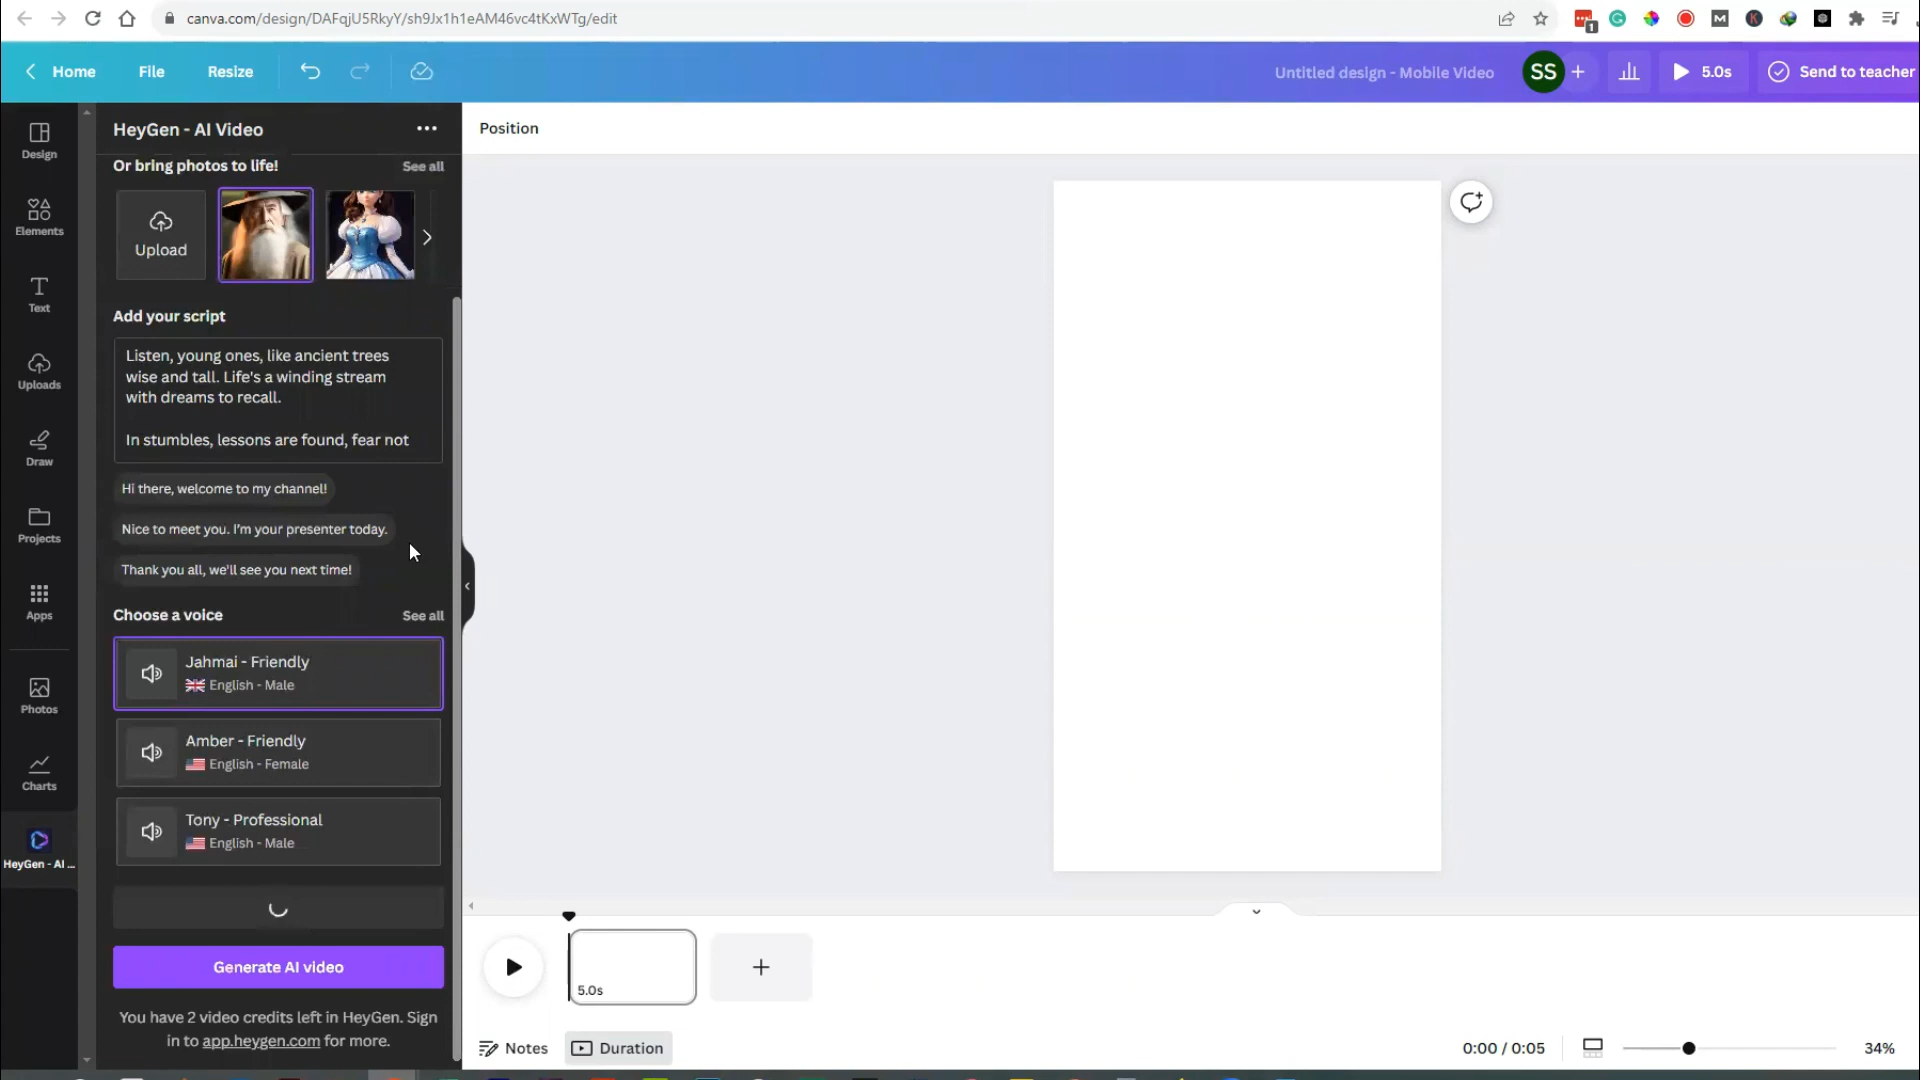 canva.com/design/DAFqjU5RkyY/sh9Jx1h1eAM46vc4tKxWTg/edit
1
M
K
Home
File
Resize
Untitled design - Mobile Video
SS
5.0s
Send to teacher
Design
Elements
Text
Uploads
Draw
Projects
Apps
Photos
Charts
HeyGen - AI ...
HeyGen - AI Video
Or bring photos to life!
See all
Upload
Add your script
Listen, young ones, like ancient trees
wise and tall. Life's a winding stream
with dreams to recall.
In stumbles, lessons are found, fear not
Hi there, welcome to my channel!
Nice to meet you. I'm your presenter today.
Thank you all, we'll see you next time!
Choose a voice
See all
Jahmai - Friendly
English - Male
Amber - Friendly
English - Female
Tony - Professional
English - Male
Generate AI video
You have 2 video credits left in HeyGen. Sign
in to app.heygen.com for more.
Position
5.0s
Notes
Duration
0:00 / 0:05
34%